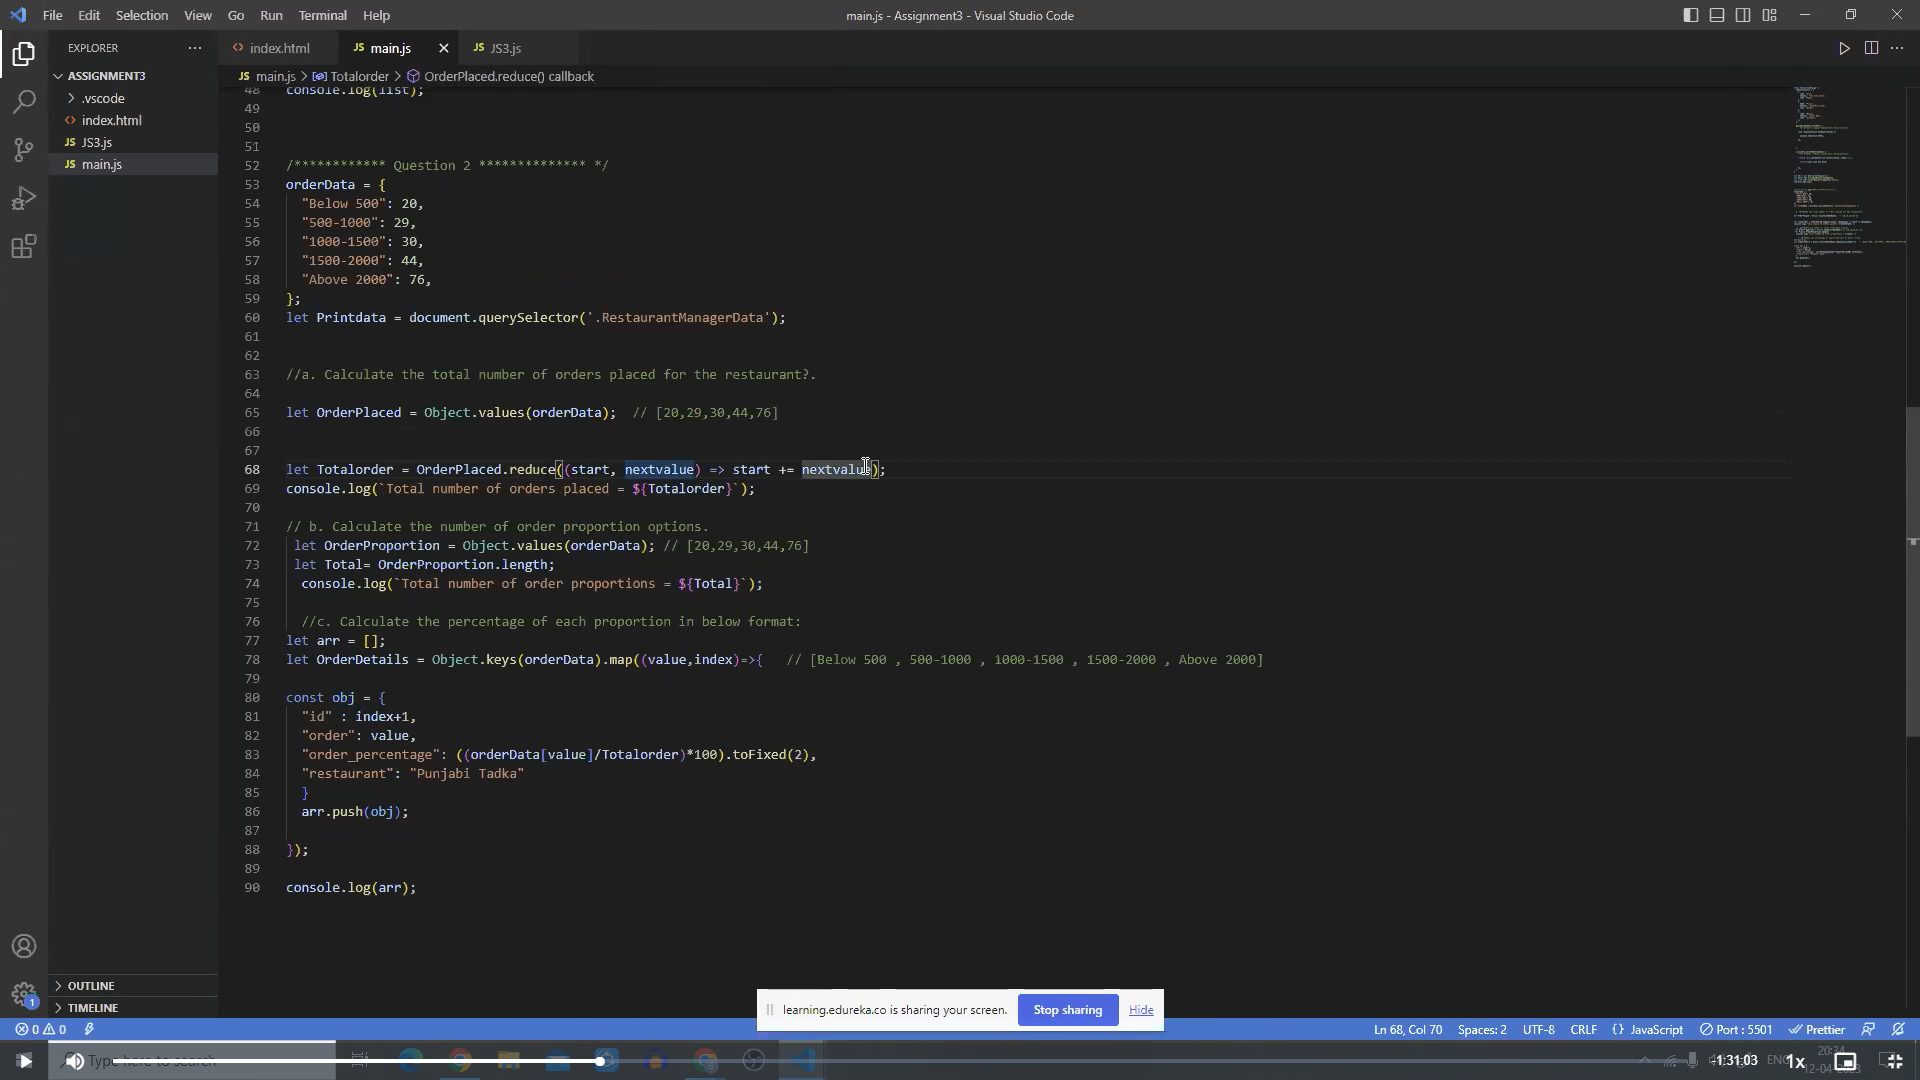 File Edit Selection View Go Run Terminal Help
main.js - Assignment3 - Visual Studio Code
EXPLORER
ASSIGNMENT3
.vscode
index.html
JS JS3.js
JS main.js
index.html
JS main.js
JS JS3.js
JS main.js > Totalorder > OrderPlaced.reduce() callback
48 console.log(list);
49
50
51
52 /************ Question 2 ************** */
53 orderData = {
54 "Below 500": 20,
55 "500-1000": 29,
56 "1000-1500": 30,
57 "1500-2000": 44,
58 "Above 2000": 76,
59 };
60 let Printdata = document.querySelector('.RestaurantManagerData');
61
62
63 //a. Calculate the total number of orders placed for the restaurant?.
64
65 let OrderPlaced = Object.values(orderData); // [20,29,30,44,76]
66
67
68 let Totalorder = OrderPlaced.reduce((start, nextvalue) => start += nextvalue);
69 console.log(`Total number of orders placed = ${Totalorder}`);
70
71 // b. Calculate the number of order proportion options.
72 let OrderProportion = Object.values(orderData); // [20,29,30,44,76]
73 let Total= OrderProportion.length;
74 console.log(`Total number of order proportions = ${Total}`);
75
76 //c. Calculate the percentage of each proportion in below format:
77 let arr = [];
78 let OrderDetails = Object.keys(orderData).map((value,index)=>{ // [Below 500 , 500-1000 , 1000-1500 , 1500-2000 , Above 2000]
79
80 const obj = {
81 "id" : index+1,
82 "order": value,
83 "order_percentage": ((orderData[value]/Totalorder)*100).toFixed(2),
84 "restaurant": "Punjabi Tadka"
85 }
86 arr.push(obj);
87
88 });
89
90 console.log(arr);
OUTLINE
TIMELINE
1
learning.edureka.co is sharing your screen. Stop sharing Hide
0 0
Ln 68, Col 70 Spaces: 2 UTF-8 CRLF {} JavaScript Port : 5501 Prettier
Type here to search
-1:31:03
ENG
1x
20:34